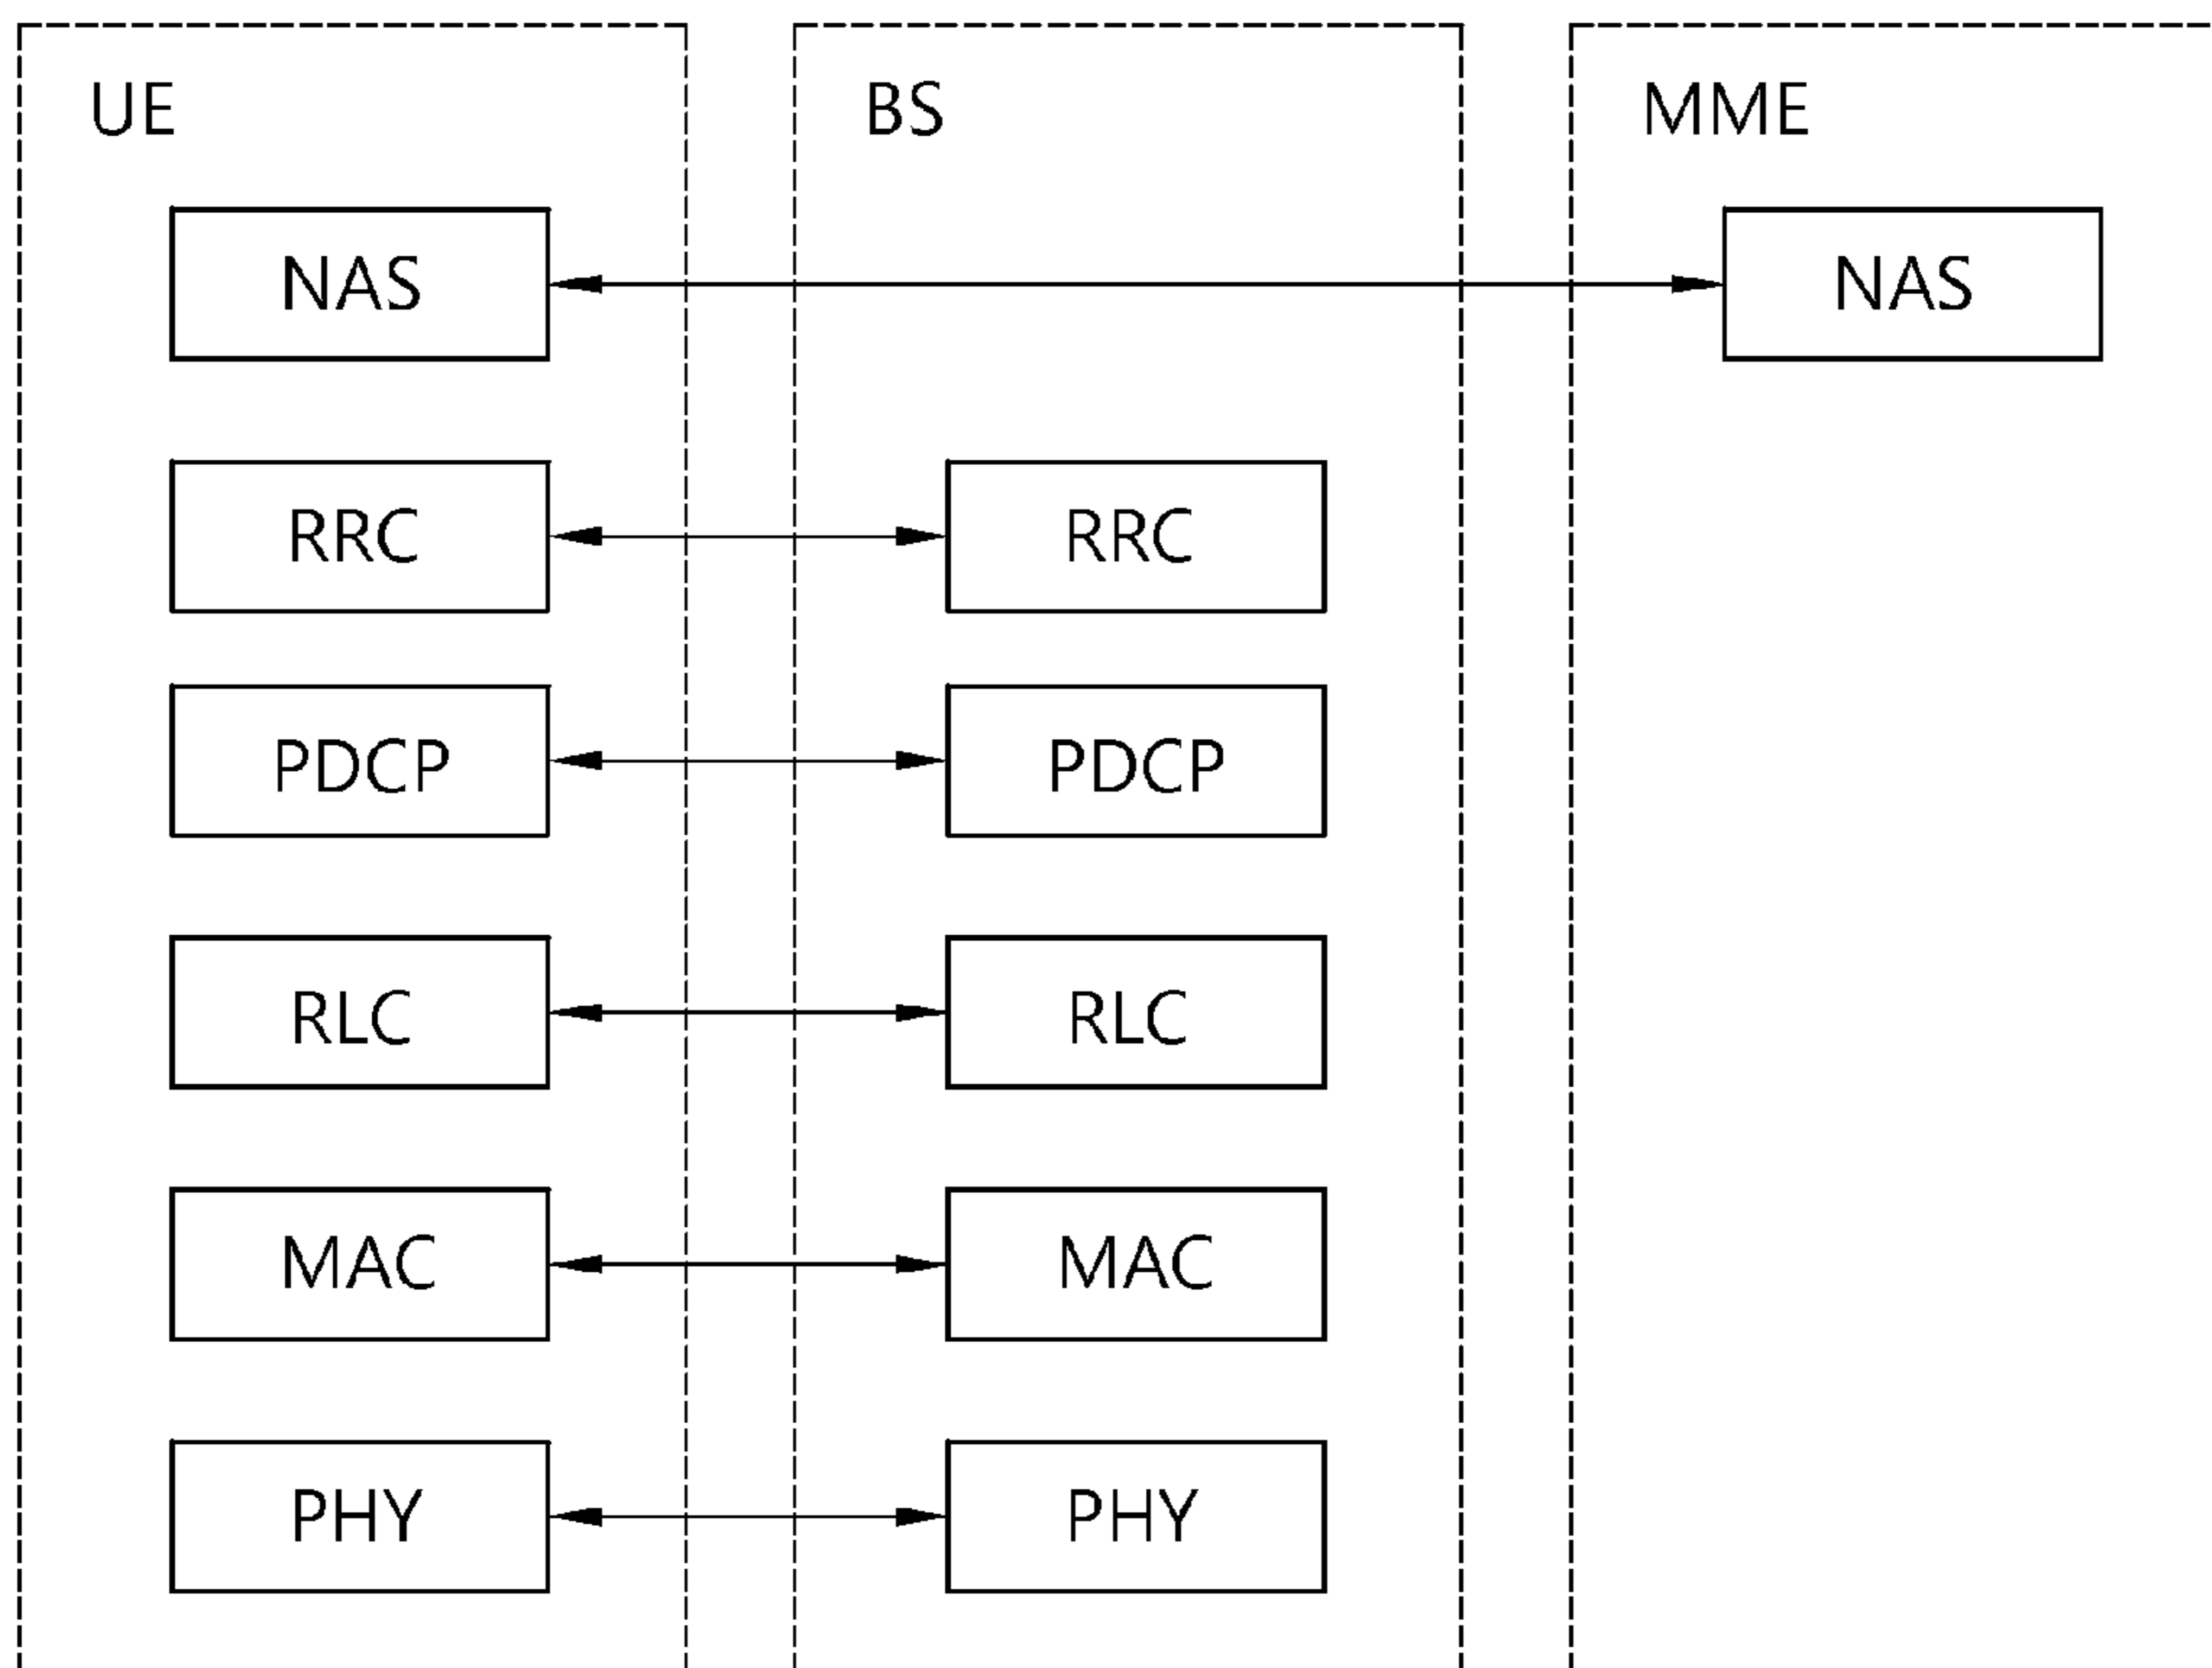 UE BS MME
NAS NAS
RRC RRC
PDCP PDCP
RLC RLC
MAC MAC
PHY PHY